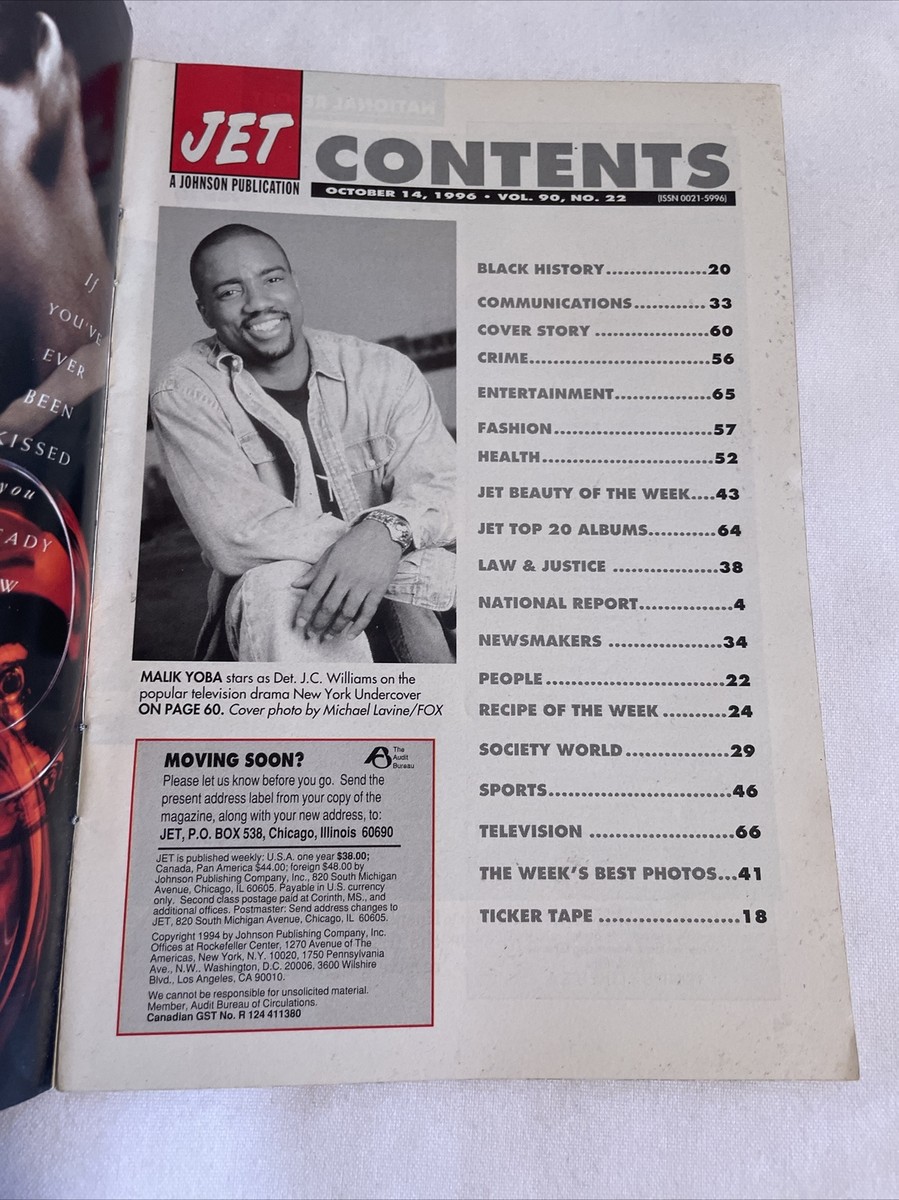 If
YOU'VE
EVER
BEEN
KISSED
you
JET
A JOHNSON PUBLICATION
CONTENTS
OCTOBER 14, 1996 • VOL. 90, NO. 22 (ISSN 0021-5996)
MALIK YOBA stars as Det. J.C. Williams on the
popular television drama New York Undercover
ON PAGE 60. Cover photo by Michael Lavine/FOX
MOVING SOON?
The
Audit
Bureau
Please let us know before you go. Send the
present address label from your copy of the
magazine, along with your new address, to:
JET, P.O. BOX 538, Chicago, Illinois 60690
JET is published weekly: U.S.A. one year $38.00;
Canada, Pan America $44.00; foreign $48.00 by
Johnson Publishing Company, Inc., 820 South Michigan
Avenue, Chicago, IL 60605. Payable in U.S. currency
only. Second class postage paid at Corinth, MS., and
additional offices. Postmaster: Send address changes to
JET, 820 South Michigan Avenue, Chicago, IL 60605.
Copyright 1994 by Johnson Publishing Company, Inc.
Offices at Rockefeller Center, 1270 Avenue of The
Americas, New York, N.Y. 10020, 1750 Pennsylvania
Ave., N.W.. Washington, D.C. 20006, 3600 Wilshire
Blvd., Los Angeles, CA 90010.
We cannot be responsible for unsolicited material.
Member, Audit Bureau of Circulations.
Canadian GST No. R 124 411380
BLACK HISTORY..................20
COMMUNICATIONS............ 33
COVER STORY ....................60
CRIME................................56
ENTERTAINMENT.................65
FASHION............................57
HEALTH..............................52
JET BEAUTY OF THE WEEK....43
JET TOP 20 ALBUMS............64
LAW & JUSTICE ...................38
NATIONAL REPORT.................4
NEWSMAKERS ....................34
PEOPLE...............................22
RECIPE OF THE WEEK ...........24
SOCIETY WORLD..................29
SPORTS...............................46
TELEVISION ........................66
THE WEEK'S BEST PHOTOS...41
TICKER TAPE .......................18